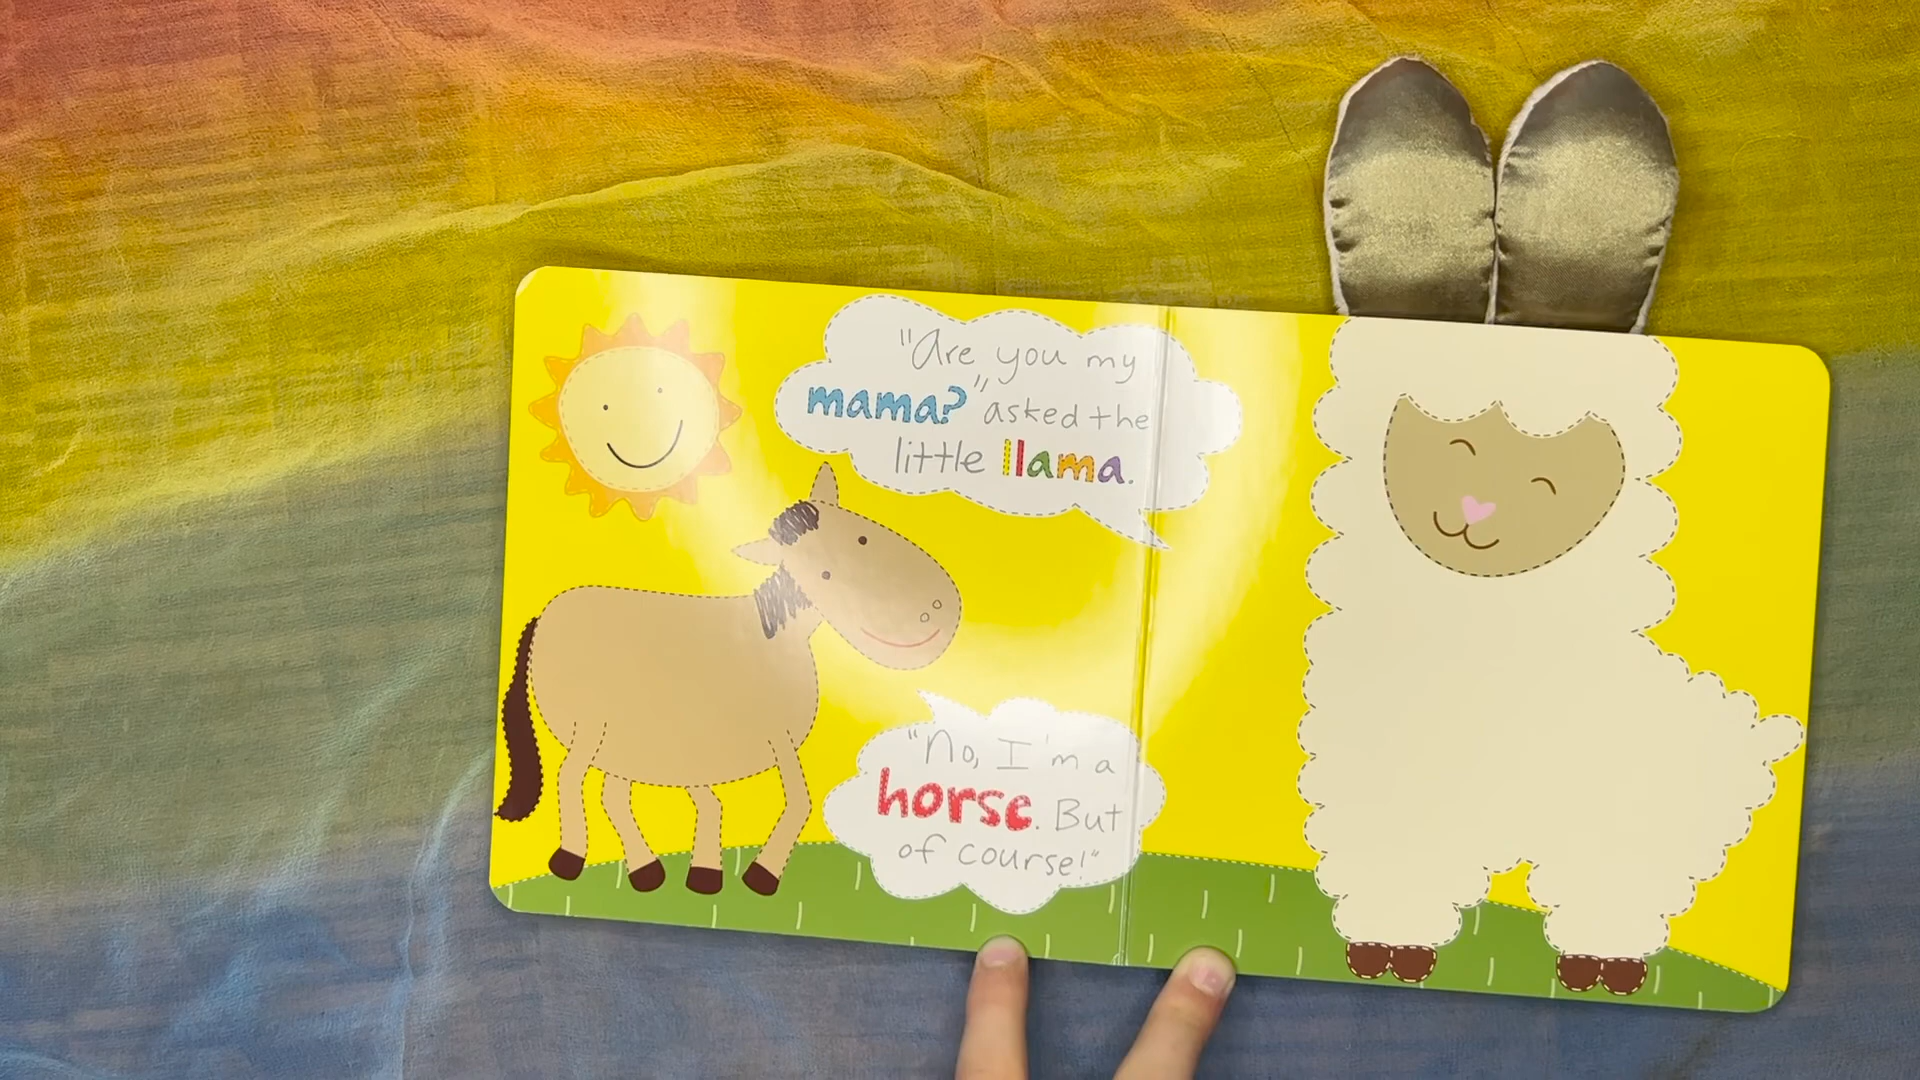 "Are you my
mama?", asked the
little llama.
"No, I'm a
horse. But
of course!"